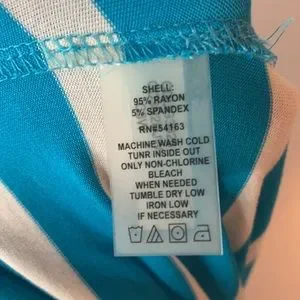 SHELL:
95% RAYON
5% SPANDEX
RN#54163
MACHINE WASH COLD
TUNR INSIDE OUT
ONLY NON-CHLORINE
BLEACH
WHEN NEEDED
TUMBLE DRY LOW
IRON LOW
IF NECESSARY